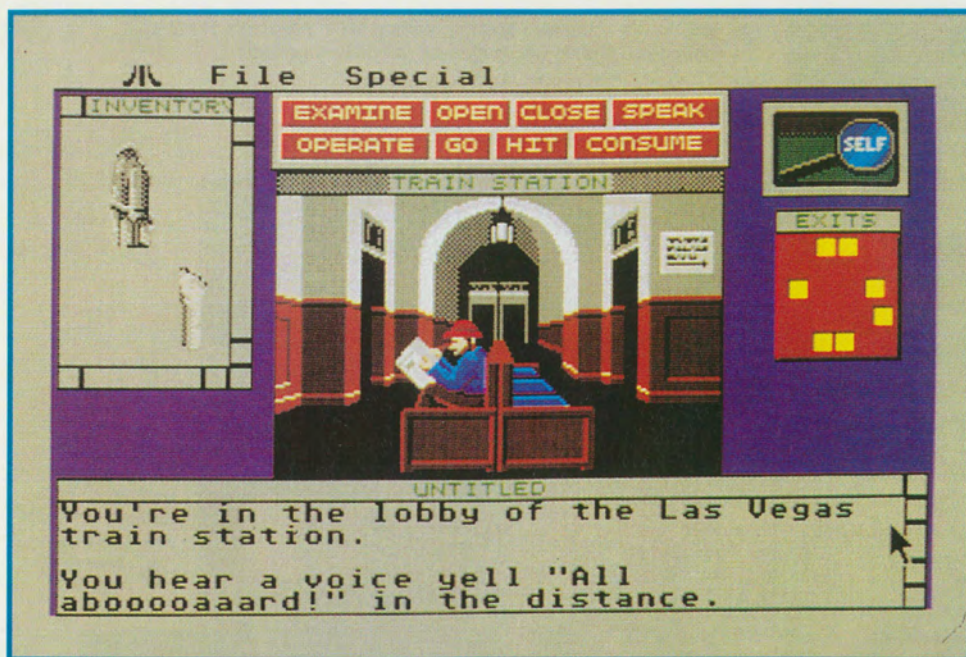 File Special
INVENTORY
EXAMINE OPEN CLOSE SPEAK
OPERATE GO HIT CONSUME
SELF
TRAIN STATION
EXITS
UNTITLED
You're in the lobby of the Las Vegas
train station.
You hear a voice yell "All
abooooaaard!" in the distance.